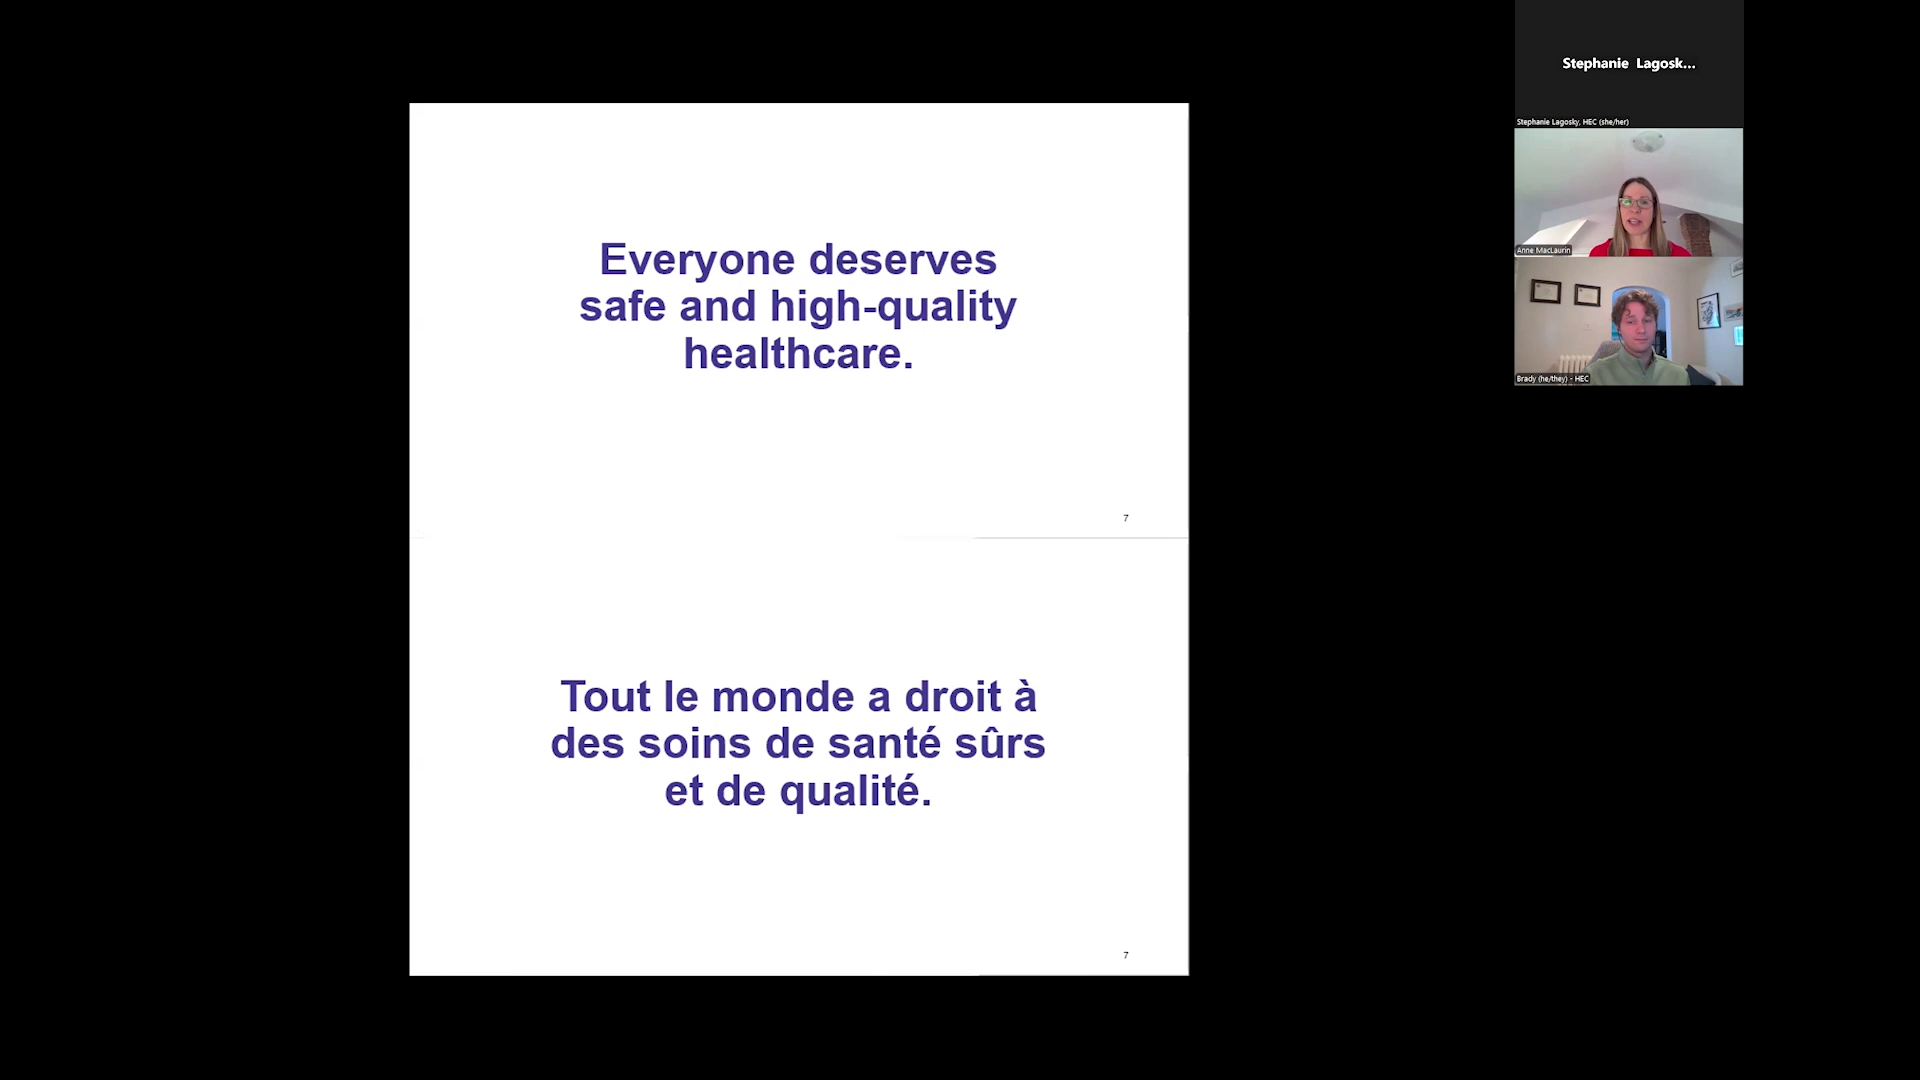 Everyone deserves
safe and high-quality
healthcare.
7
Tout le monde a droit à
des soins de santé sûrs
et de qualité.
7
Stephanie Lagosk...
Stephanie Lagosky, HEC (she/her)
Anne MacLaurin
Brady (he/they) - HEC